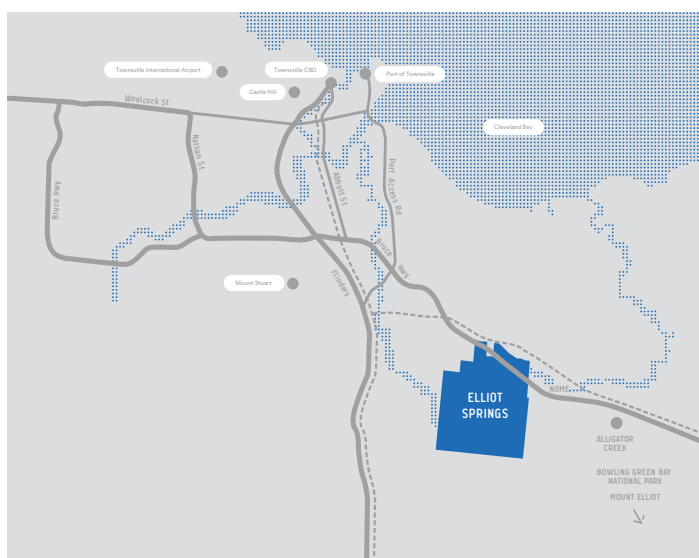 Townsville International Airport
Townsville CBD
Port of Townsville
Castle Hill
Woolcock St
Cleveland Bay
Nathan St
Bruce Hwy
Abbott St
Port Access Rd
Bruce Hwy
Mount Stuart
Flinders
ELLIOT
SPRINGS
NOME
ALLIGATOR
CREEK
BOWLING GREEN BAY
NATIONAL PARK
MOUNT ELLIOT